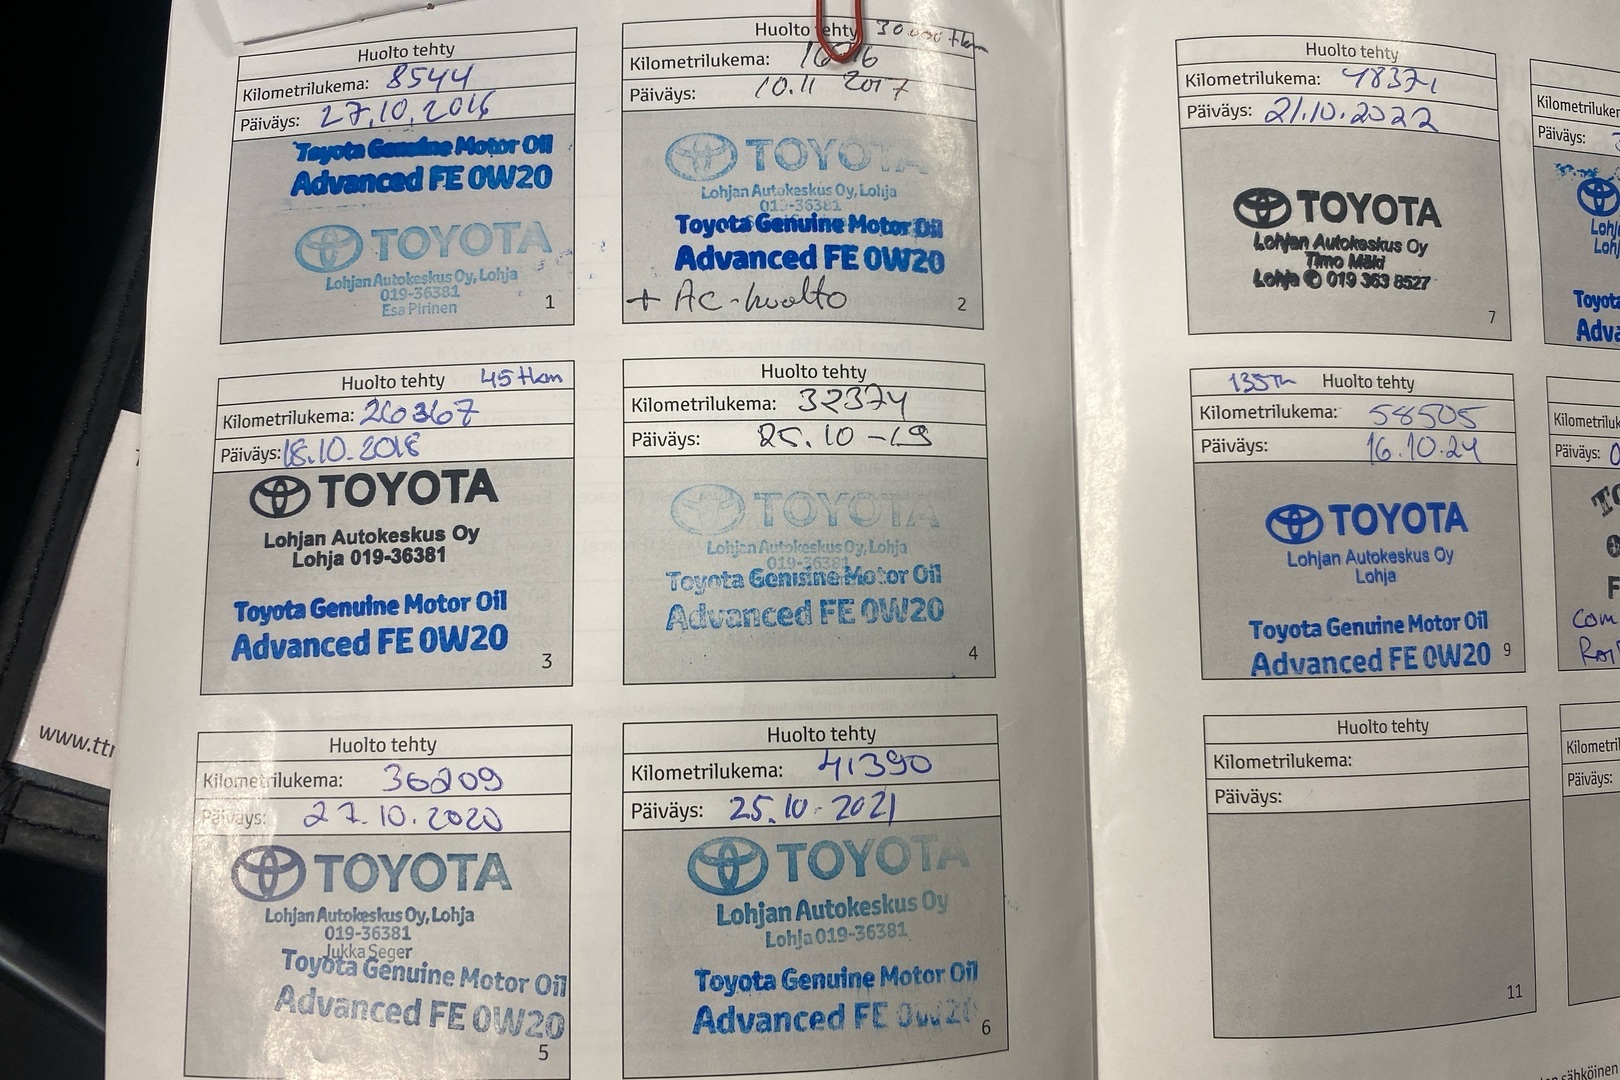 Huolto tehty
Kilometrilukema: 8544
Päiväys: 27.10.2016
Toyota Genuine Motor Oil
Advanced FE 0W20
TOYOTA
Lohjan Autokeskus Oy, Lohja
019-36381
Esa Pirinen
1
Huolto tehty 30 000 tkm
Kilometrilukema:
Päiväys: 10.11 2017
TOYOTA
Lohjan Autokeskus Oy, Lohja
019-36381
Toyota Genuine Motor Oil
Advanced FE 0W20
+ AC-huolto
2
Huolto tehty 45 tkm
Kilometrilukema: 260367
Päiväys: 18.10.2018
TOYOTA
Lohjan Autokeskus Oy
Lohja 019-36381
Toyota Genuine Motor Oil
Advanced FE 0W20
3
Huolto tehty
Kilometrilukema: 32374
Päiväys: 25.10-19
TOYOTA
Lohjan Autokeskus Oy, Lohja
019-36381
Toyota Genuine Motor Oil
Advanced FE 0W20
4
Huolto tehty
Kilometrilukema: 36209
Päiväys: 27.10.2020
TOYOTA
Lohjan Autokeskus Oy, Lohja
019-36381
Jukka Seger
Toyota Genuine Motor Oil
Advanced FE 0W20
5
Huolto tehty
Kilometrilukema: 41390
Päiväys: 25.10-2021
TOYOTA
Lohjan Autokeskus Oy
Lohja 019-36381
Toyota Genuine Motor Oil
Advanced FE 0W20
6
Huolto tehty
Kilometrilukema: 48371
Päiväys: 21.10.2022
TOYOTA
Lohjan Autokeskus Oy
Timo Mäki
Lohja ✆ 019 363 8527
7
135tkm Huolto tehty
Kilometrilukema: 58505
Päiväys: 16.10.24
TOYOTA
Lohjan Autokeskus Oy
Lohja
Toyota Genuine Motor Oil
Advanced FE 0W20
9
Huolto tehty
Kilometrilukema:
Päiväys:
11
Päiväys:
Päiväys:
Päiväys:
www.ttr
sähköinen